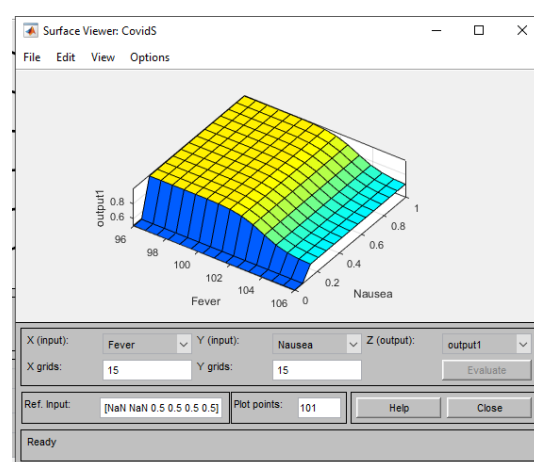 Surface Viewer: CovidS
File Edit View Options
output1
0.8
0.6
96
98
100
102
104
106
Fever
0
0.2
0.4
0.6
0.8
1
Nausea
X (input): Fever Y (input): Nausea Z (output): output1
X grids: 15 Y grids: 15 Evaluate
Ref. Input: [NaN NaN 0.5 0.5 0.5 0.5] Plot points: 101 Help Close
Ready